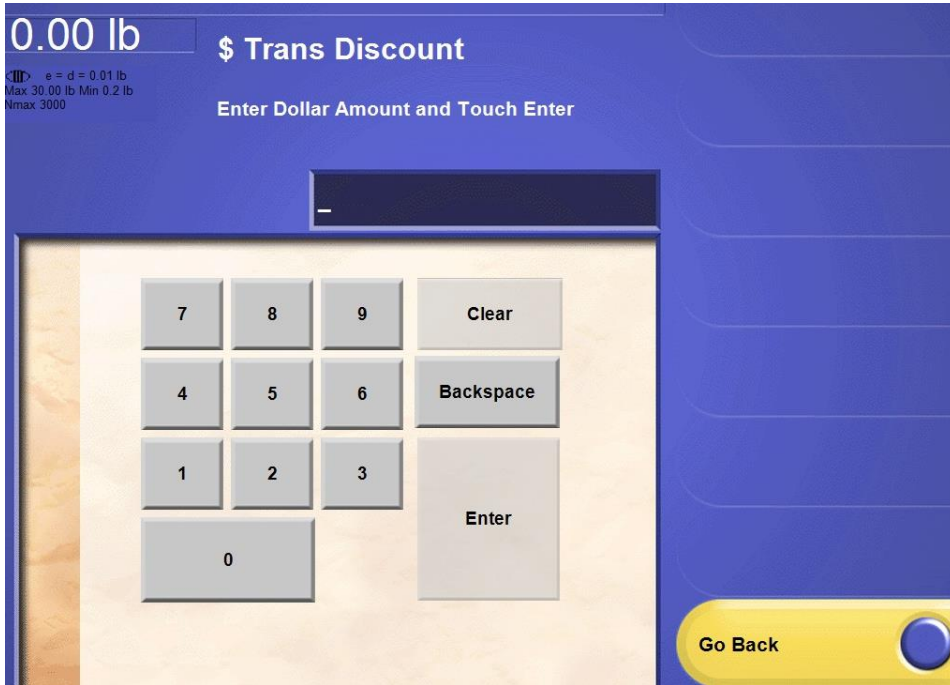 0.00 lb
e = d = 0.01 lb
Max 30.00 lb Min 0.2 lb
Nmax 3000
$ Trans Discount
Enter Dollar Amount and Touch Enter
_
7 8 9 Clear
4 5 6 Backspace
1 2 3
Enter
0
Go Back